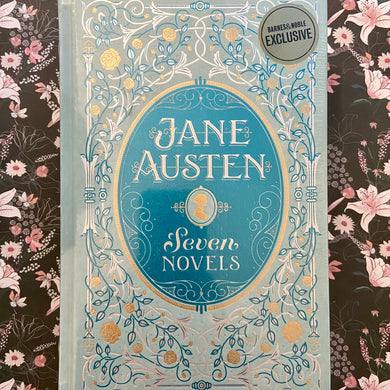 BARNES&NOBLE
EXCLUSIVE
JANE
AUSTEN
Seven
NOVELS